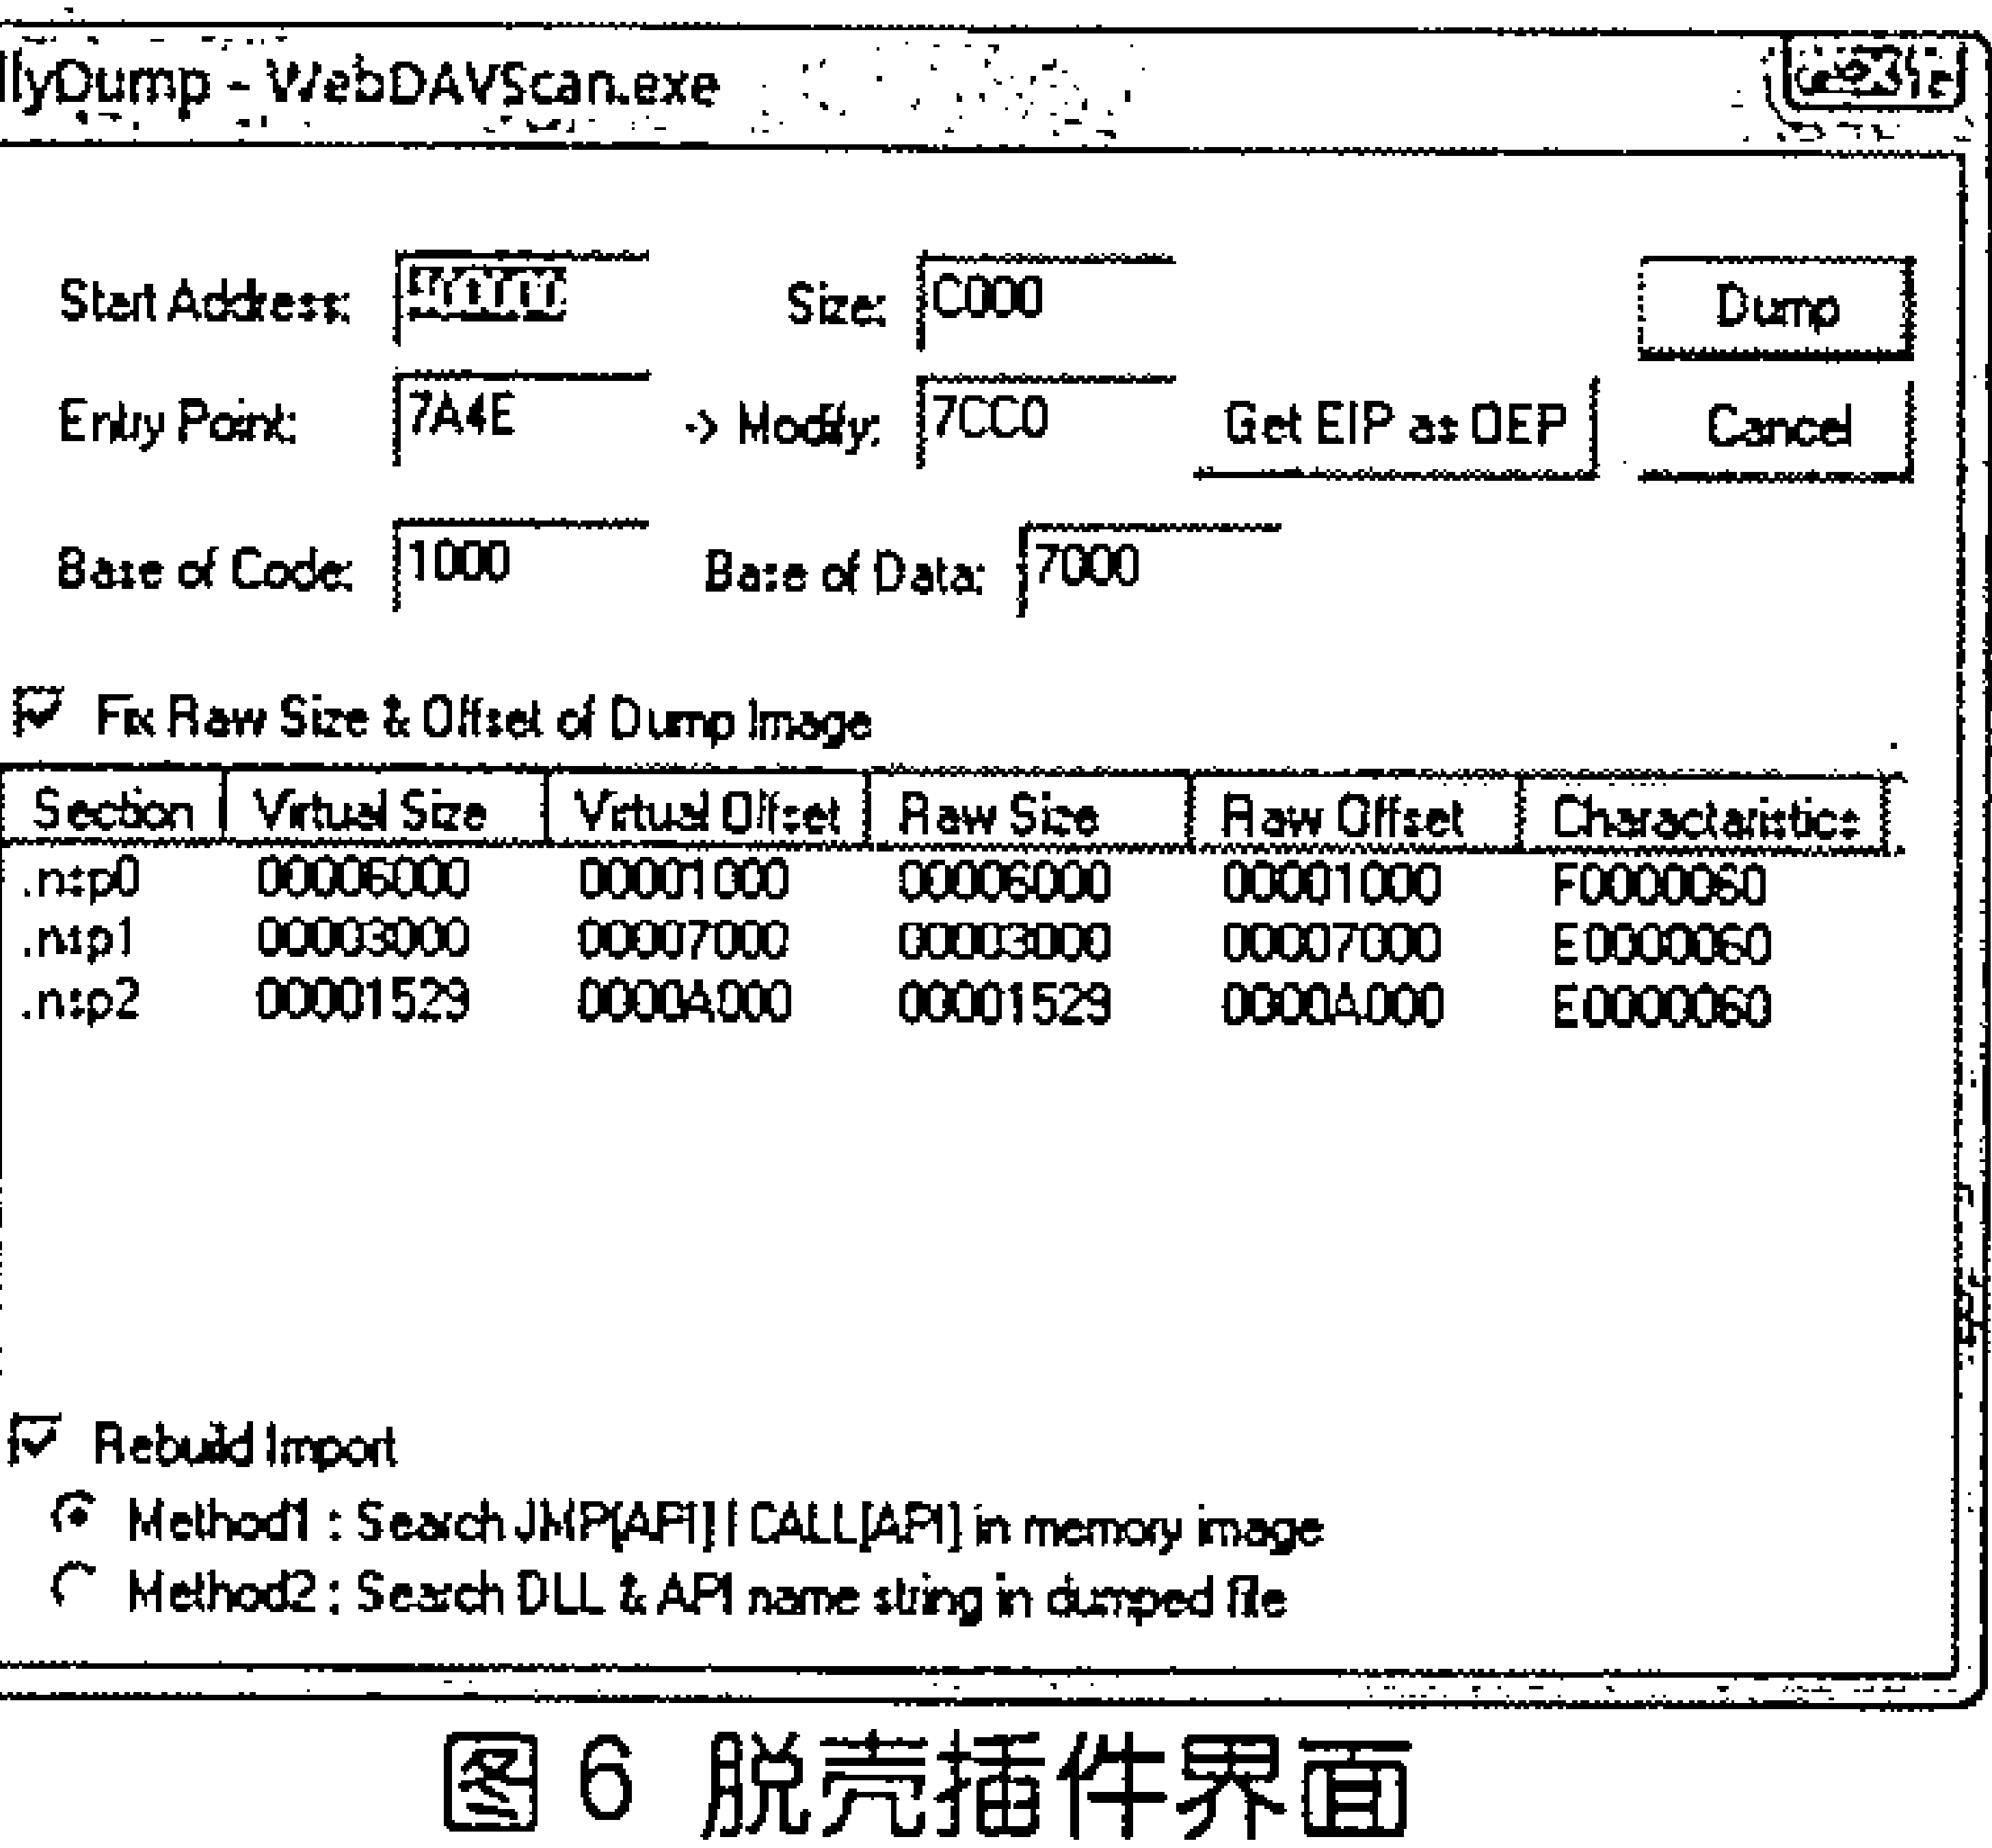 llyDump - WebDAVScan.exe
Start Address: Size: C000 Dump
Entry Point: 7A4E -> Modify: 7CC0 Get EIP as OEP Cancel
Base of Code: 1000 Base of Data: 7000
Fix Raw Size & Offset of Dump Image
Section Virtual Size Virtual Offset Raw Size Raw Offset Charactaristics
.nsp0 00006000 00001000 00006000 00001000 F0000060
.nsp1 00003000 00007000 00003000 00007000 E0000060
.nsp2 00001529 0000A000 00001529 0000A000 E0000060
Rebuild Import
Method1 : Search JMP[API] | CALL[API] in memory image
Method2 : Search DLL & API name string in dumped file
图 6 脱壳插件界面